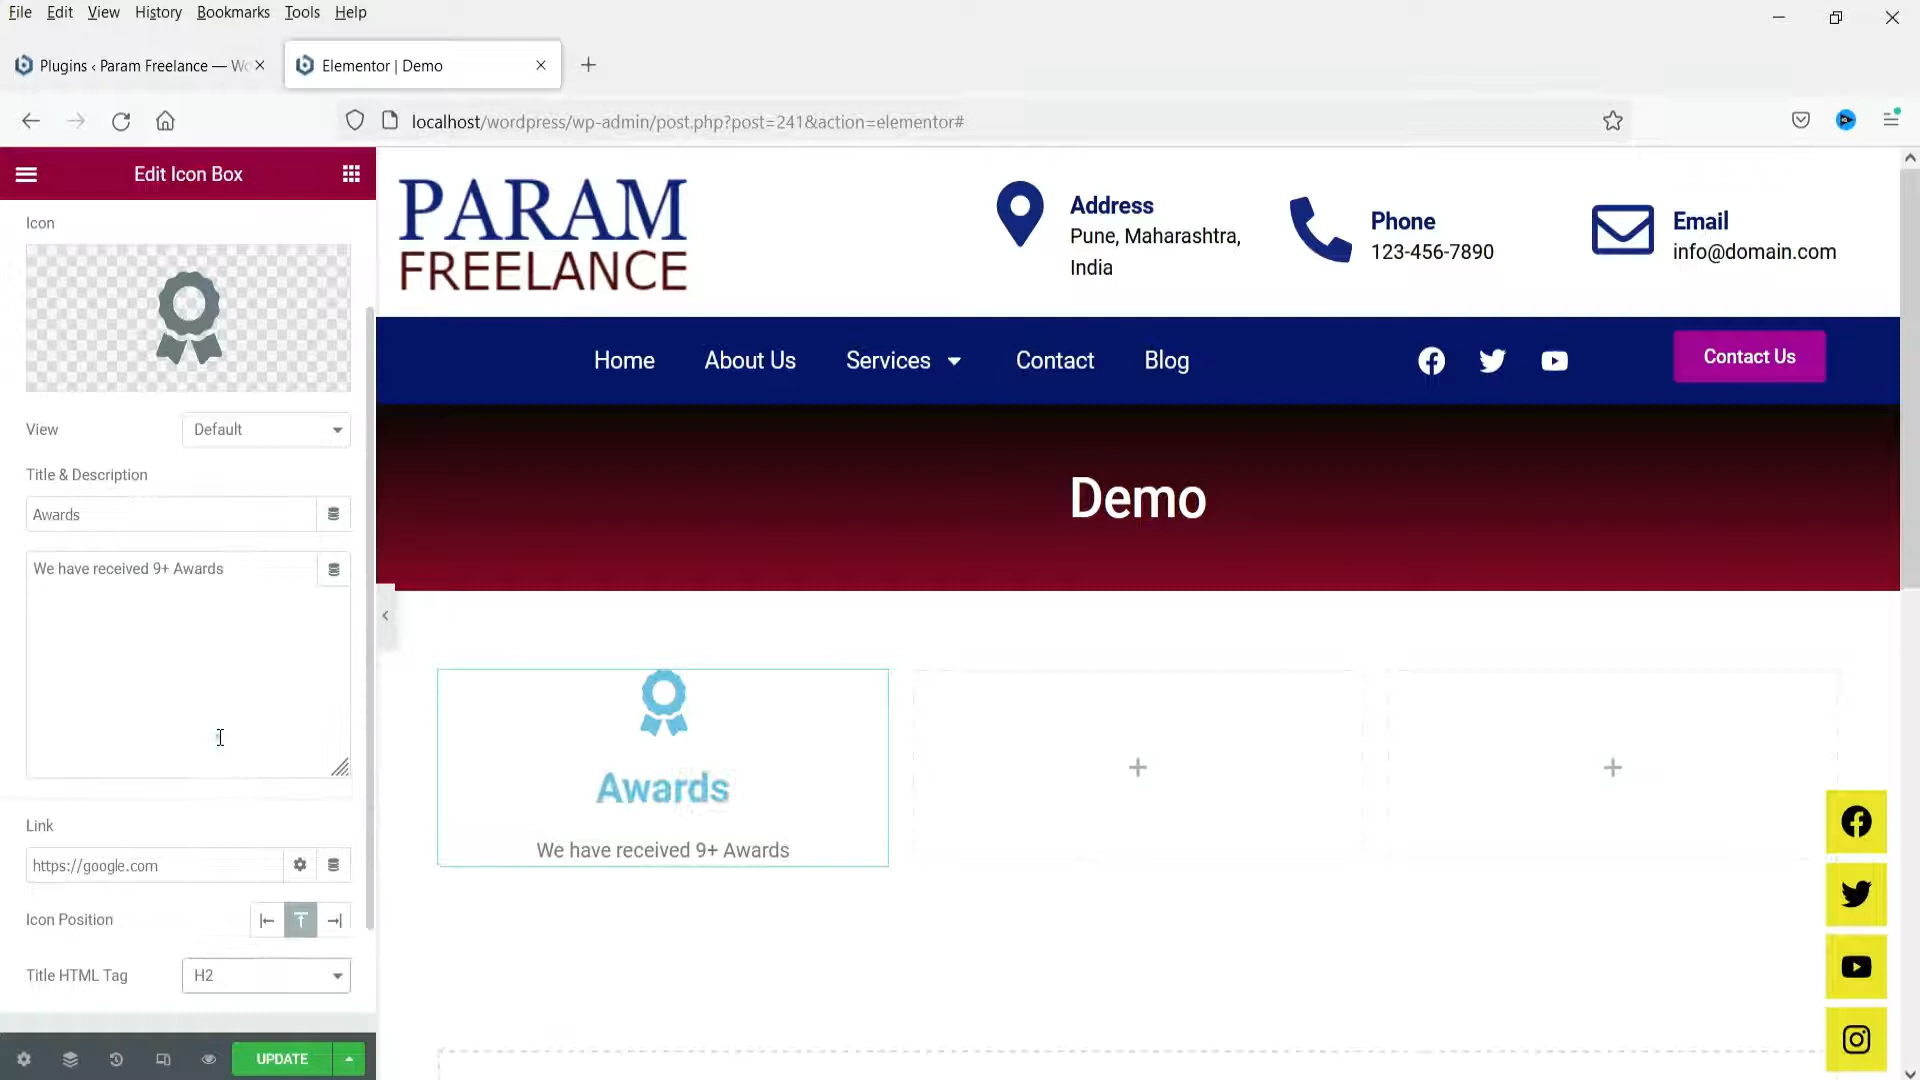 File Edit View History Bookmarks Tools Help
Plugins ‹ Param Freelance — Wo
Elementor | Demo
localhost/wordpress/wp-admin/post.php?post=241&action=elementor#
Edit Icon Box
Icon
View
Default
Title & Description
Awards
We have received 9+ Awards
Link
https://google.com
Icon Position
Title HTML Tag
H2
UPDATE
PARAM
FREELANCE
Address
Pune, Maharashtra,
India
Phone
123-456-7890
Email
info@domain.com
Home About Us Services Contact Blog
Contact Us
Demo
Awards
We have received 9+ Awards